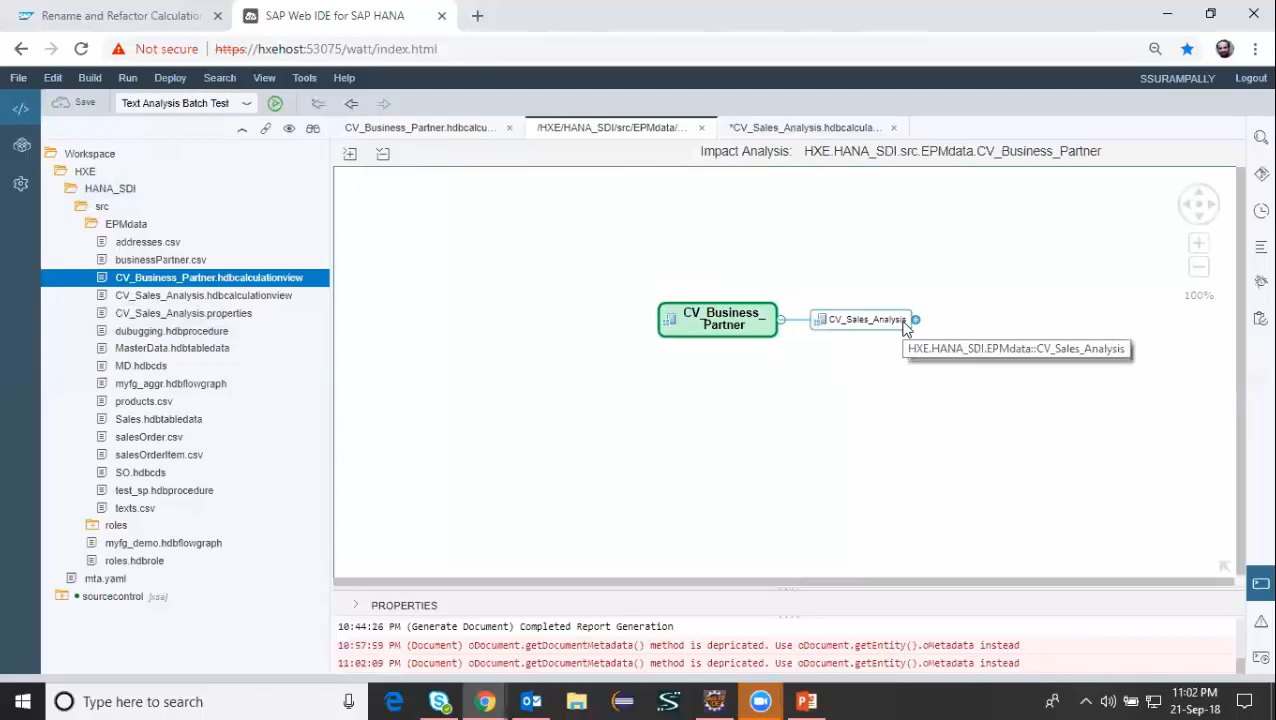 Rename and Refactor Calculation
SAP Web IDE for SAP HANA
Not secure
https://hxehost:53075/watt/index.html
File Edit Build Run Deploy Search View Tools Help
SSURAMPALLY Logout
Save
Text Analysis Batch Test
CV_Business_Partner.hdbcalcu...
/HXE/HANA_SDI/src/EPMdata/...
*CV_Sales_Analysis.hdbcalcula...
Impact Analysis: HXE.HANA_SDI.src.EPMdata.CV_Business_Partner
Workspace
HXE
HANA_SDI
src
EPMdata
addresses.csv
businessPartner.csv
CV_Business_Partner.hdbcalculationview
CV_Sales_Analysis.hdbcalculationview
CV_Sales_Analysis.properties
dubugging.hdbprocedure
MasterData.hdbtabledata
MD.hdbcds
myfg_aggr.hdbflowgraph
products.csv
Sales.hdbtabledata
salesOrder.csv
salesOrderItem.csv
SO.hdbcds
test_sp.hdbprocedure
texts.csv
roles
myfg_demo.hdbflowgraph
roles.hdbrole
mta.yaml
sourcecontrol [xsa]
CV_Business_
Partner
CV_Sales_Analysis
HXE.HANA_SDI.EPMdata::CV_Sales_Analysis
100%
PROPERTIES
10:44:26 PM (Generate Document) Completed Report Generation
10:57:59 PM (Document) oDocument.getDocumentMetadata() method is depricated. Use oDocument.getEntity().oMetadata instead
11:02:09 PM (Document) oDocument.getDocumentMetadata() method is depricated. Use oDocument.getEntity().oMetadata instead
Type here to search
11:02 PM
21-Sep-18